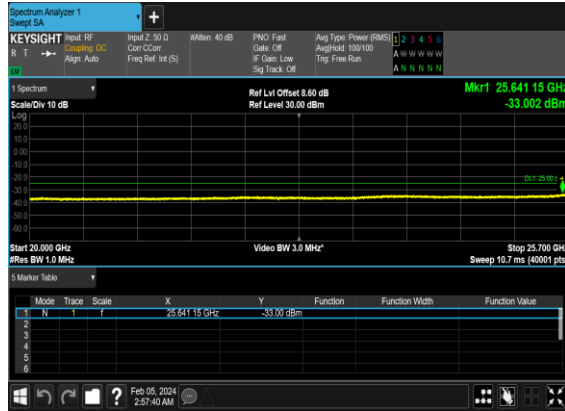 Spectrum Analyzer 1
Swept SA
+
KEYSIGHT Input: RF Input Z: 50 Ω #Atten: 40 dB PNO: Fast Avg Type: Power (RMS) 1 2 3 4 5 6
R T Coupling: DC Corr CCorr Gate: Off Avg|Hold: 100/100 A W W W W W
Align: Auto Freq Ref: Int (S) IF Gain: Low Trig: Free Run
Sig Track: Off A N N N N N
1 Spectrum Ref Lvl Offset 8.60 dB Mkr1 25.641 15 GHz
Scale/Div 10 dB Ref Level 30.00 dBm -33.002 dBm
Log
20.0
10.0
0.00
-10.0
-20.0
-30.0
-40.0
-50.0
-60.0
Start 20.000 GHz Video BW 3.0 MHz* Stop 25.700 GHz
#Res BW 1.0 MHz Sweep 10.7 ms (40001 pts)
5 Marker Table
Mode Trace Scale X Y Function Function Width Function Value
1 N 1 f 25.641 15 GHz -33.00 dBm
2
3
4
5
6
? Feb 05, 2024
2:57:40 AM